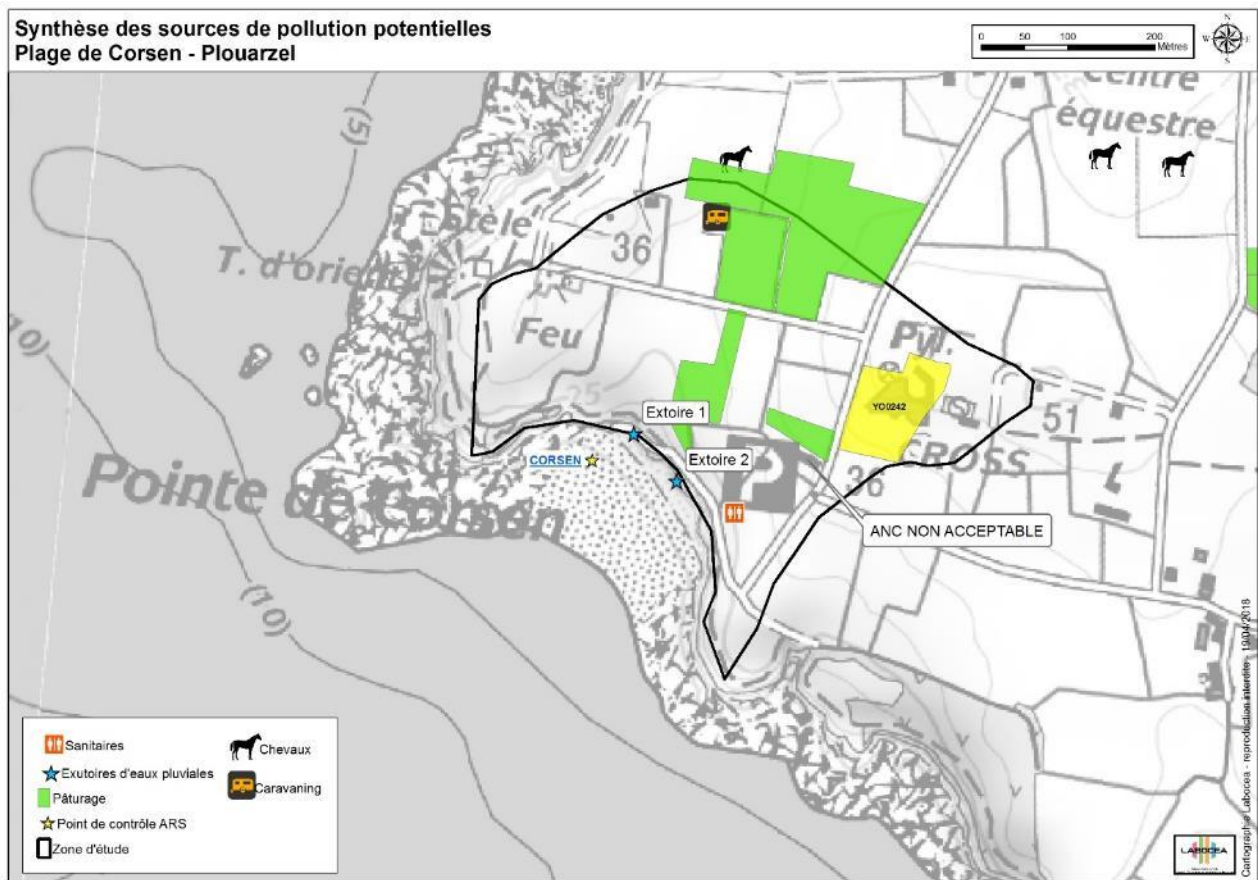 Synthèse des sources de pollution potentielles
Plage de Corsen - Plouarzel
0 50 100 200
Mètres
N
W E
S
Centre
équestre
(5)
Stèle
T. d'orient
36
Feu
(10)
25
Pyl.
YO0242
CROSS
51
36
Extoire 1
Extoire 2
CORSEN
Pointe de Corsen
ANC NON ACCEPTABLE
(10)
Sanitaires
Exutoires d'eaux pluviales
Pâturage
Point de contrôle ARS
Zone d'étude
Chevaux
Caravaning
LABOCEA
Cartographie Labocea - reproduction interdite - 19/04/2018